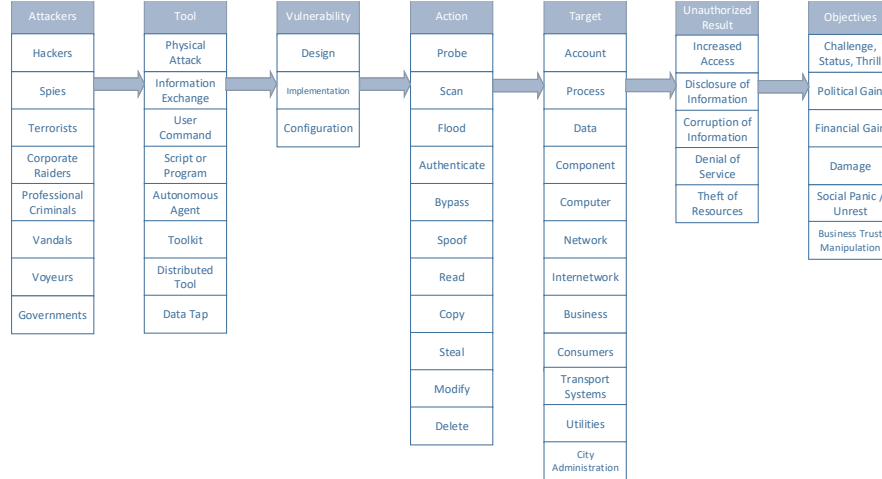 Attackers
Hackers
Spies
Terrorists
Corporate
Raiders
Professional
Criminals
Vandals
Voyeurs
Governments
Tool
Physical
Attack
Information
Exchange
User
Command
Script or
Program
Autonomous
Agent
Toolkit
Distributed
Tool
Data Tap
Vulnerability
Design
Implementation
Configuration
Action
Probe
Scan
Flood
Authenticate
Bypass
Spoof
Read
Copy
Steal
Modify
Delete
Target
Account
Process
Data
Component
Computer
Network
Internetwork
Business
Consumers
Transport
Systems
Utilities
City
Administration
Unauthorized
Result
Increased
Access
Disclosure of
Information
Corruption of
Information
Denial of
Service
Theft of
Resources
Objectives
Challenge,
Status, Thrill
Political Gain
Financial Gain
Damage
Social Panic /
Unrest
Business Trust
Manipulation